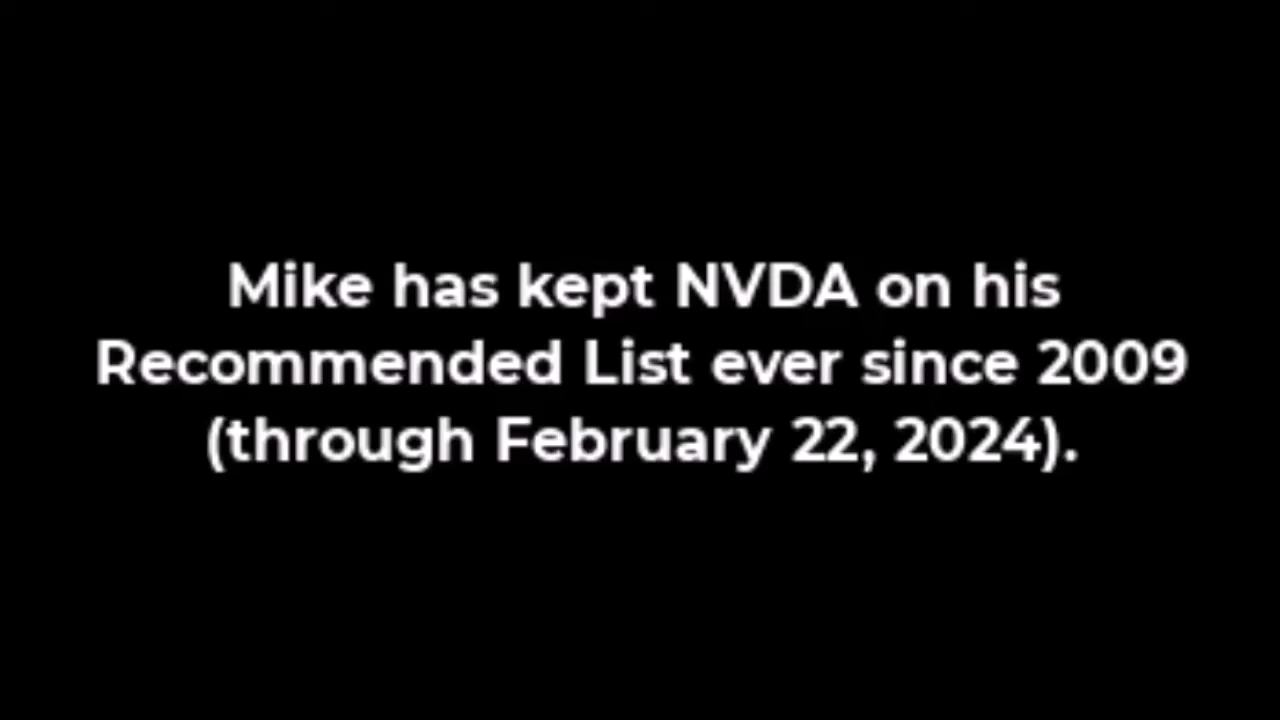 Mike has kept NVDA on his
Recommended List ever since 2009
(through February 22, 2024).